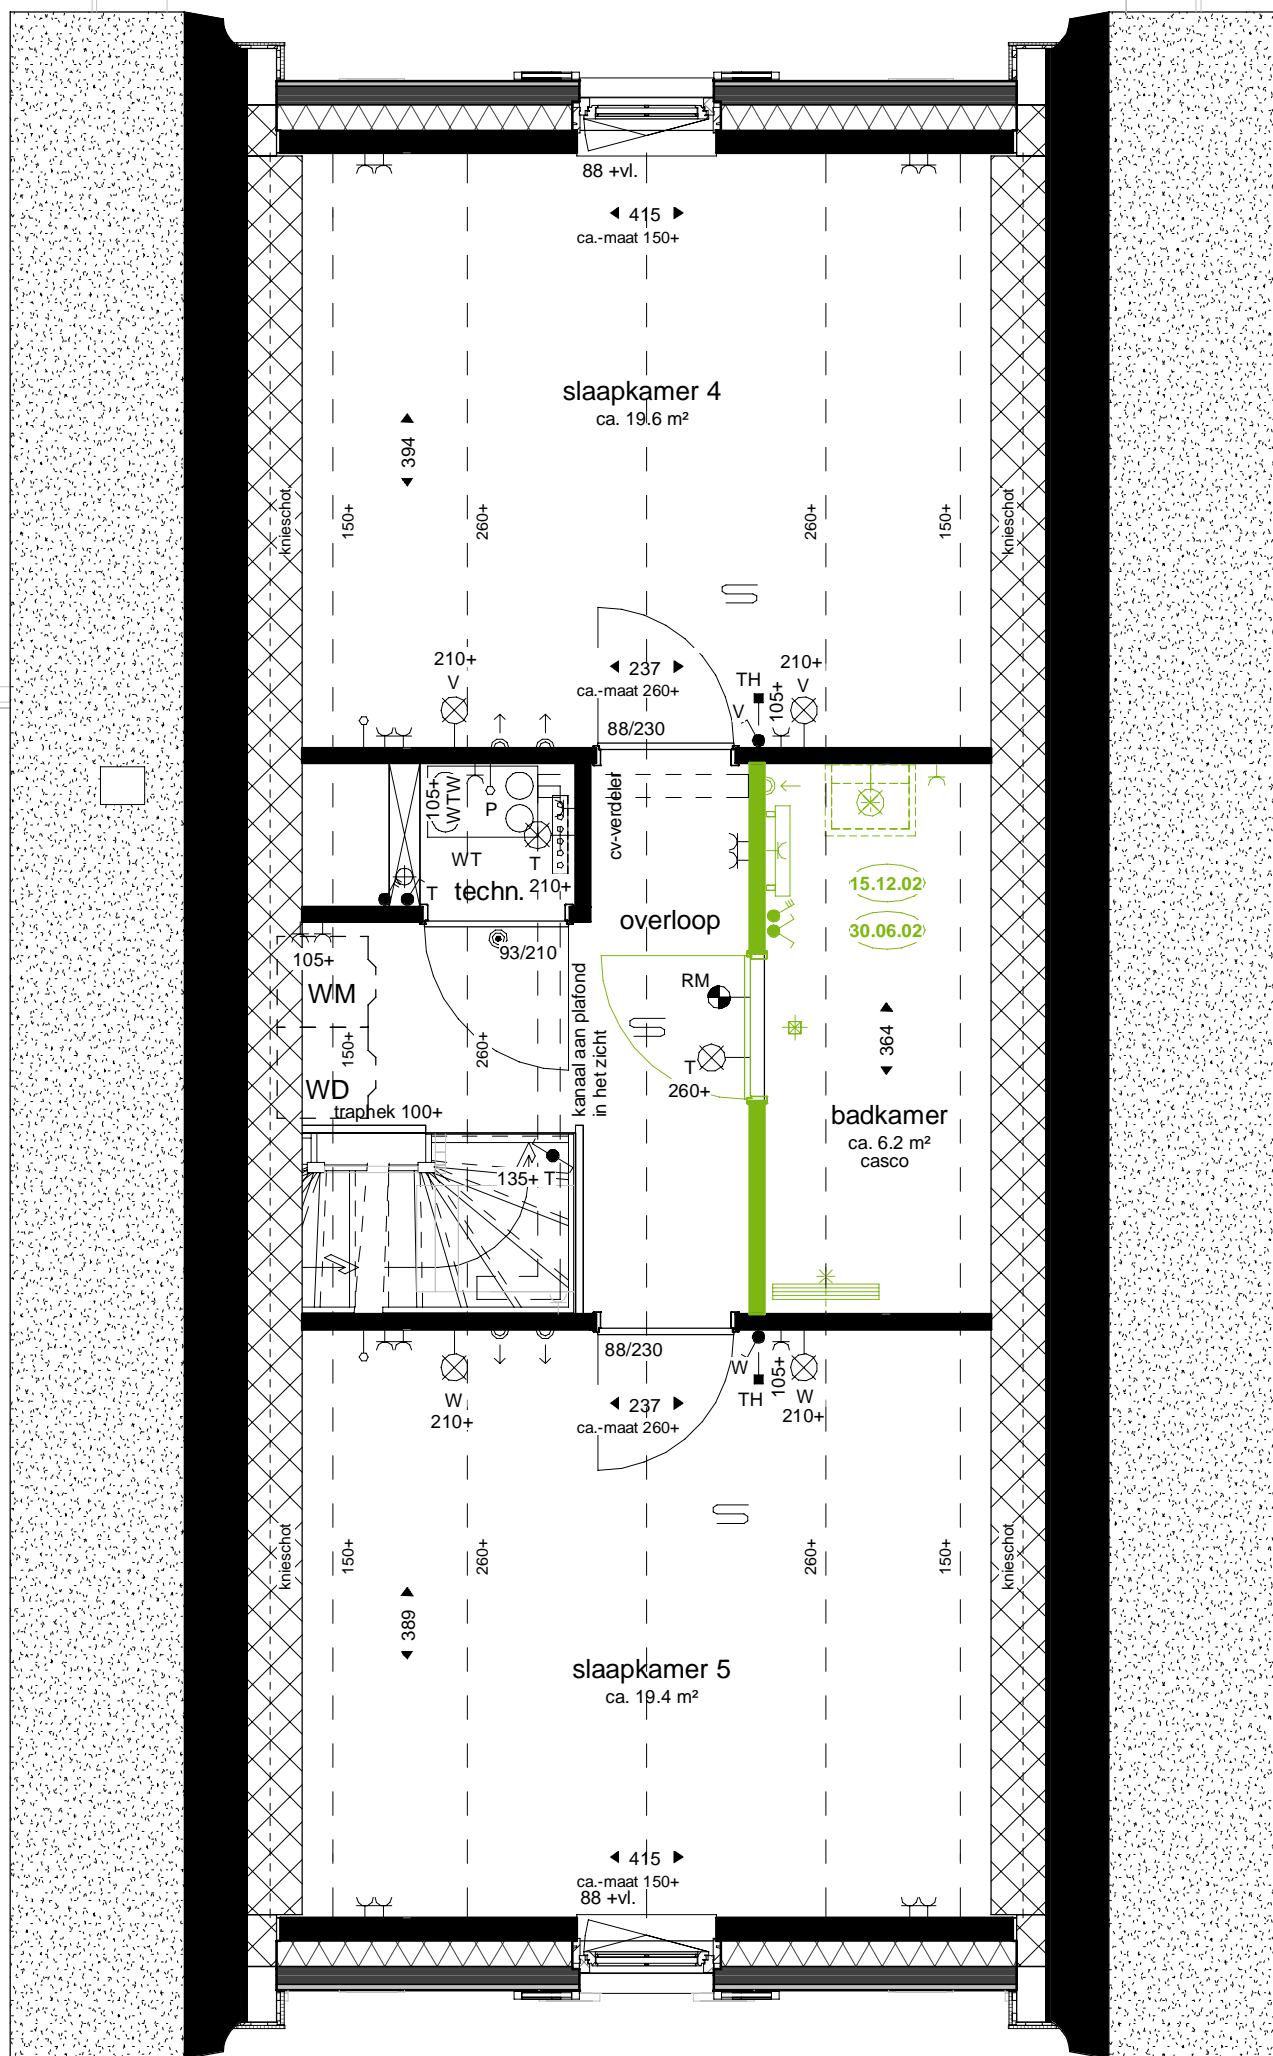 88 +vl.
415
ca.-maat 150+
slaapkamer 4
ca. 19.6 m²
394
knieschot
150+
260+
260+
150+
knieschot
210+
V
237
ca.-maat 260+
88/230
TH
V
105+
210+
V
105+
WTW
P
WT
T
210+
T
techn.
cv-verdeler
overloop
15.12.02
30.06.02
93/210
105+
WM
150+
260+
WD
traphek 100+
kanaal aan plafond
in het zicht
RM
T
260+
364
badkamer
ca. 6.2 m²
casco
135+ T
88/230
W
210+
237
ca.-maat 260+
W
TH
105+
W
210+
knieschot
150+
260+
260+
150+
knieschot
389
slaapkamer 5
ca. 19.4 m²
415
ca.-maat 150+
88 +vl.